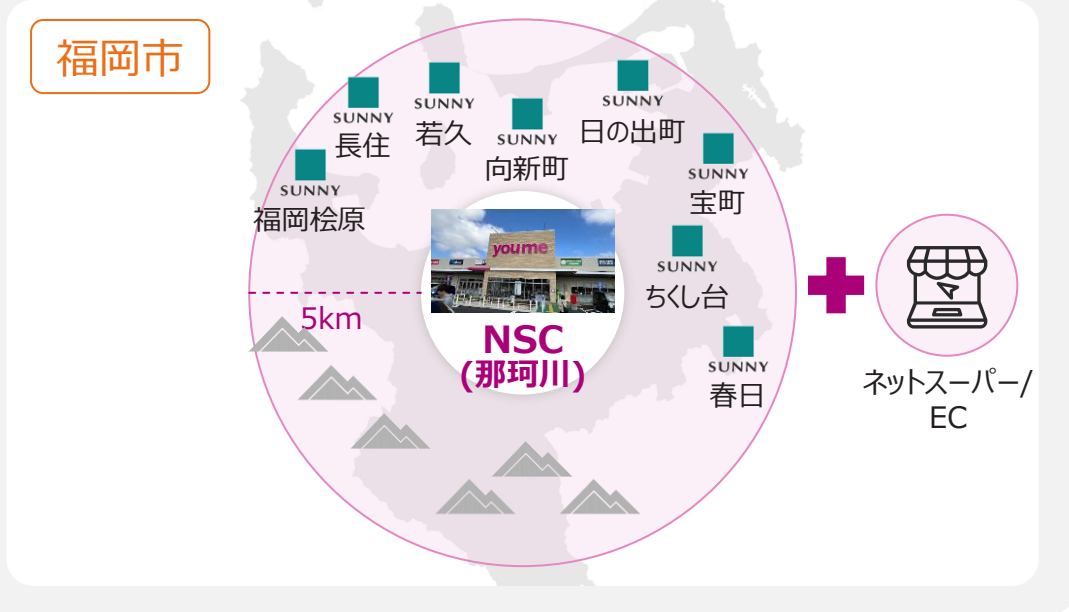 福岡市
SUNNY
長住
SUNNY
若久
SUNNY
向新町
SUNNY
日の出町
SUNNY
宝町
SUNNY
福岡桧原
SUNNY
ちくし台
SUNNY
春日
youme
5km
NSC
(那珂川)
ネットスーパー/
EC